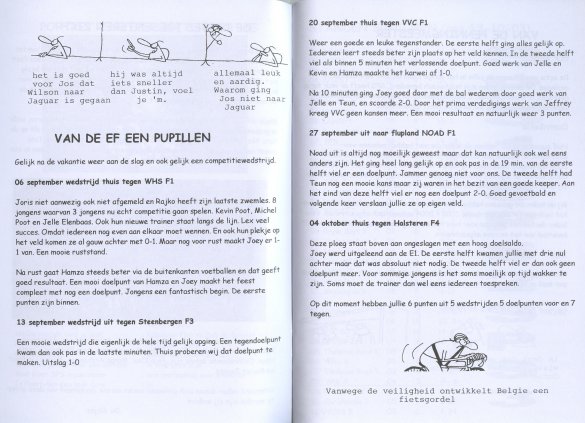 het is goed
voor Jos dat
Wilson naar
Jaguar is gegaan
hij was altijd
iets sneller
dan Justin, voel
je 'm.
allemaal leuk
en aardig.
Waarom ging
Jos niet naar
Jaguar
VAN DE EF EEN PUPILLEN
Gelijk na de vakantie weer aan de slag en ook gelijk een competitiewedstrijd.
06 september wedstrijd thuis tegen WHS F1
Joris niet aanwezig ook niet afgemeld en Rajko heeft zijn laatste zwemles. 8
jongens waarvan 3 jongens nu echt competitie gaan spelen. Kevin Poot, Michel
Poot en Jelle Elenbaas. Ook hun nieuwe trainer staat langs de lijn. Lex veel
succes. Omdat iedereen nog even aan elkaar moet wennen. En ook hun plekje op
het veld komen ze al gauw achter met 0-1. Maar nog voor rust maakt Joey er 1-
1 van. Een mooie ruststand.
Na rust gaat Hamza steeds beter via de buitenkanten voetballen en dat geeft
goed resultaat. Een mooi doelpunt van Hamza en Joey maakt het feest
compleet met nog een doelpunt. Jongens een fantastisch begin. De eerste
punten zijn binnen.
13 september wedstrijd uit tegen Steenbergen F3
Een mooie wedstrijd die eigenlijk de hele tijd gelijk opging. Een tegendoelpunt
kwam dan ook pas in de laatste minuten. Thuis proberen wij dat doelpunt te
maken. Uitslag 1-0
20 september thuis tegen VVC F1
Weer een goede en leuke tegenstander. De eerste helft ging alles gelijk op.
Iedereen leert steeds beter zijn plaats op het veld kennen. In de tweede helft
viel als binnen 5 minuten het verlossende doelpunt. Goed werk van Jelle en
Kevin en Hamza maakte het karwei af 1-0.
Na 10 minuten ging Joey goed door met de bal wederom door goed werk van
Jelle en Teun, en scoorde 2-0. Door het prima verdedigings werk van Jeffrey
kreeg VVC geen kansen meer. Een mooi resultaat en natuurlijk weer 3 punten.
27 september uit naar flupland NOAD F1
Noad uit is altijd nog moeilijk geweest maar dat kan natuurlijk ook wel eens
anders zijn. Het ging heel lang gelijk op en ook pas in de 19 min. van de eerste
helft viel er een doelpunt. Jammer genoeg niet voor ons. De tweede helft had
Teun nog een mooie kans maar zij waren in het bezit van een goede keeper. Aan
het eind van deze helft viel er nog een doelpunt 2-0. Goed gevoetbald en
volgende keer verslaan jullie ze op eigen veld.
04 oktober thuis tegen Halsteren F4
Deze ploeg staat boven aan ongeslagen met een hoog doelsaldo.
Joey werd uitgeleend aan de E1. De eerste helft kwamen jullie met drie nul
achter maar dat was absoluut niet nodig. De tweede helft viel er dan ook geen
doelpunt meer. Voor sommige jongens is het soms moeilijk op tijd wakker te
zijn. Soms moet de trainer dan wel eens iedereen toespreken.
Op dit moment hebben jullie 6 punten uit 5 wedstrijden 5 doelpunten voor en 7
tegen.
Vanwege de veiligheid ontwikkelt Belgie een
fietsgordel